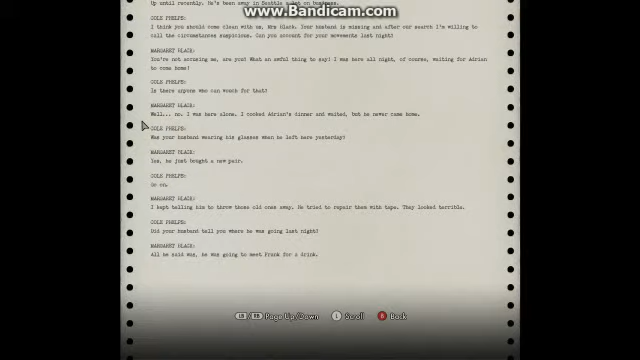 www.Bandicam.com
Up until recently. He's been away in Seattle a lot on business.
COLE PHELPS:
I think you should come clean with me, Mrs Black. Your husband is missing and after our search I'm willing to
call the circumstances suspicious. Can you account for your movements last night?
MARGARET BLACK:
You're not accusing me, are you? What an awful thing to say! I was here all night, of course, waiting for Adrian
to come home!
COLE PHELPS:
Is there anyone who can vouch for that?
MARGARET BLACK:
Well... no. I was here alone. I cooked Adrian's dinner and waited, but he never came home.
COLE PHELPS:
Was your husband wearing his glasses when he left here yesterday?
MARGARET BLACK:
Yes, he just bought a new pair.
COLE PHELPS:
Go on.
MARGARET BLACK:
I kept telling him to throw those old ones away. He tried to repair them with tape. They looked terrible.
COLE PHELPS:
Did your husband tell you where he was going last night?
MARGARET BLACK:
All he said was, he was going to meet Frank for a drink.
LB / RB Page Up/Down L Scroll B Back